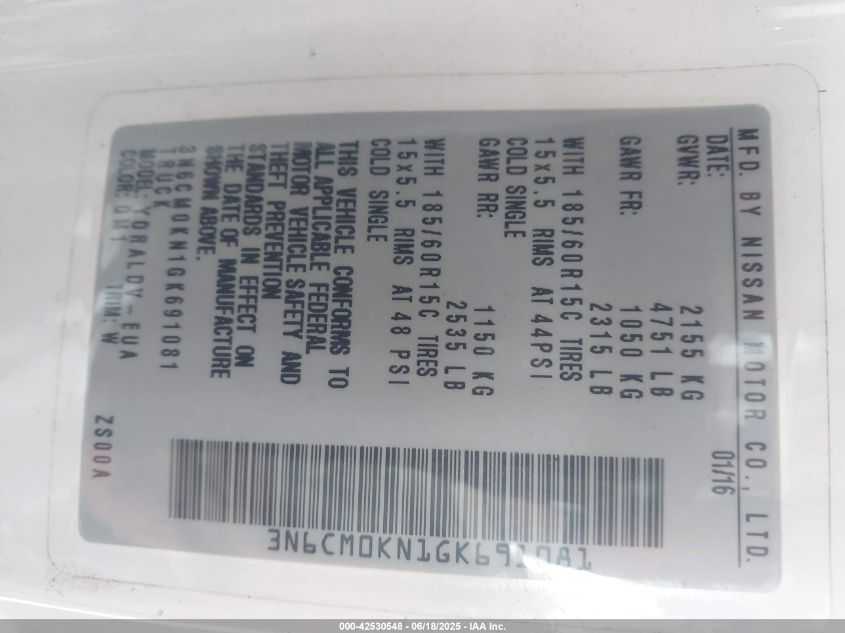 MFD. BY NISSAN MOTOR CO., LTD.
DATE: 01/16
GVWR: 2155 KG
4751 LB
GAWR FR: 1050 KG
2315 LB
WITH 185/60R15C TIRES
15x5.5 RIMS AT 44PSI
COLD SINGLE
GAWR RR: 1150 KG
2535 LB
WITH 185/60R15C TIRES
15x5.5 RIMS AT 48 PSI
COLD SINGLE
THIS VEHICLE CONFORMS TO
ALL APPLICABLE FEDERAL
MOTOR VEHICLE SAFETY AND
THEFT PREVENTION
STANDARDS IN EFFECT ON
THE DATE OF MANUFACTURE
SHOWN ABOVE.
3N6CM0KN1GK691081
TRUCK
MODEL: YDRALDY-EUA
COLOR: QM1 TRIM: W
ZS00A
3N6CM0KN1GK691081
000-42530548 - 06/18/2025 - IAA Inc.